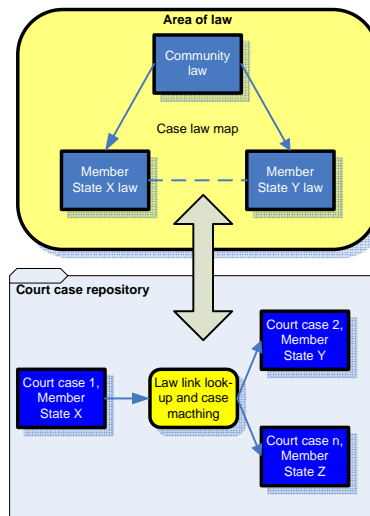 Area of law
Community
law
Case law map
Member
State X law
Member
State Y law
Court case repository
Court case 1,
Member
State X
Law link look-
up and case
macthing
Court case 2,
Member State
Y
Court case n,
Member
State Z